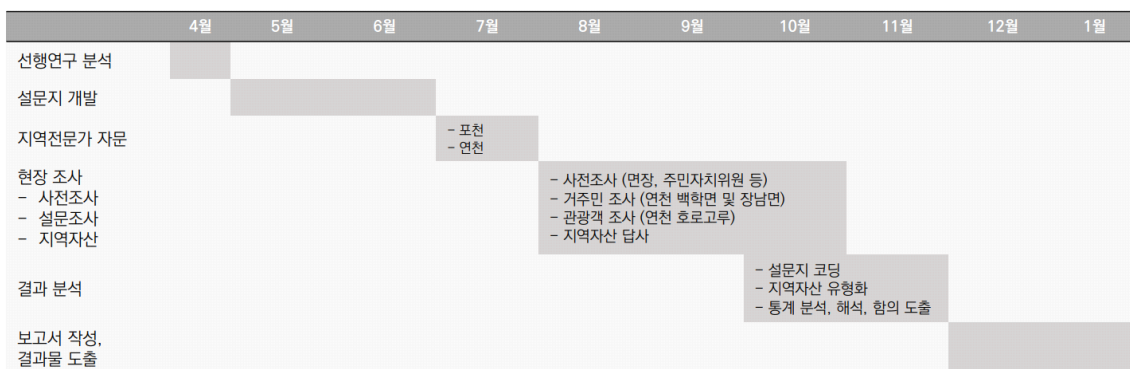 4월 5월 6월 7월 8월 9월 10월 11월 12월 1월
선행연구 분석
설문지 개발
지역전문가 자문
- 포천
- 연천
현장 조사
- 사전조사
- 설문조사
- 지역자산
- 사전조사 (면장, 주민자치위원 등)
- 거주민 조사 (연천 백학면 및 장남면)
- 관광객 조사 (연천 호로고루)
- 지역자산 답사
결과 분석
- 설문지 코딩
- 지역자산 유형화
- 통계 분석, 해석, 함의 도출
보고서 작성,
결과물 도출